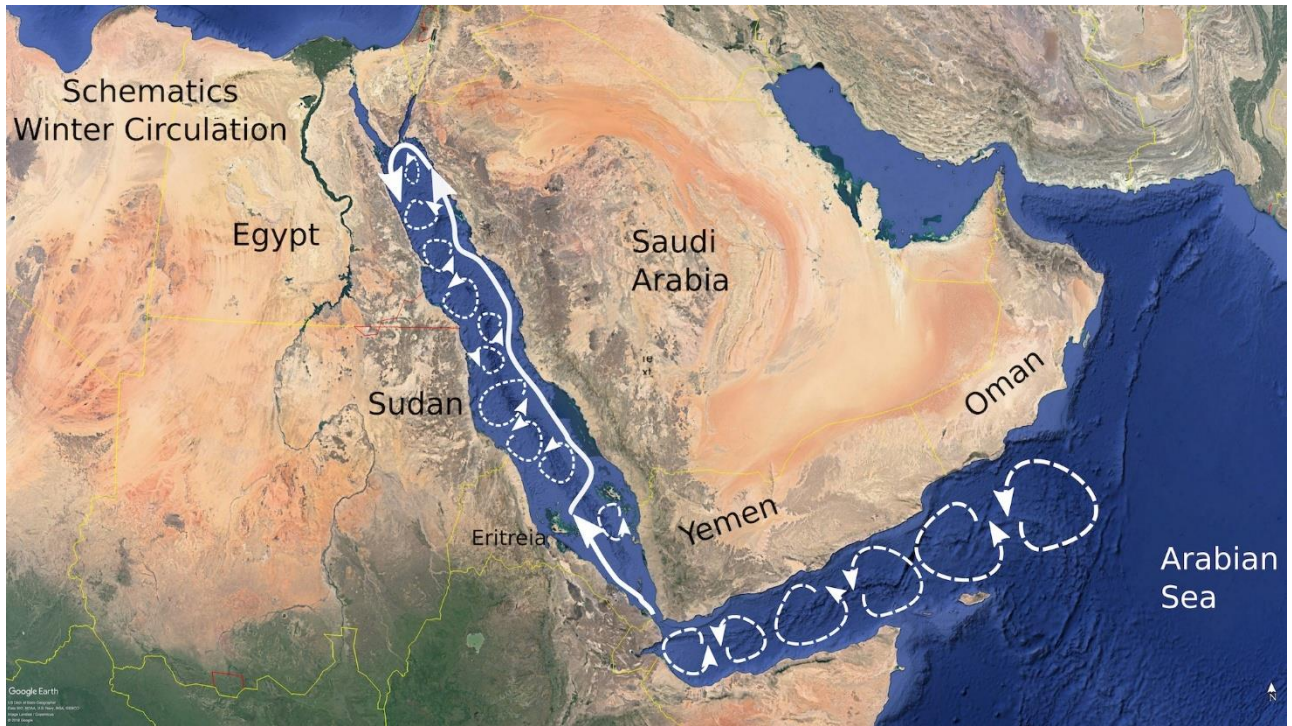 Schematics
Winter Circulation
Egypt
Saudi
Arabia
Sudan
Oman
Yemen
Eritreia
Arabian
Sea
Google Earth
N